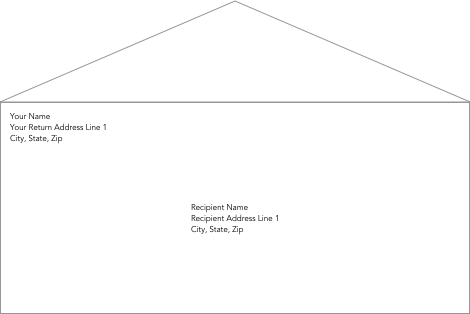 Your Name
Your Return Address Line 1
City, State, Zip
Recipient Name
Recipient Address Line 1
City, State, Zip